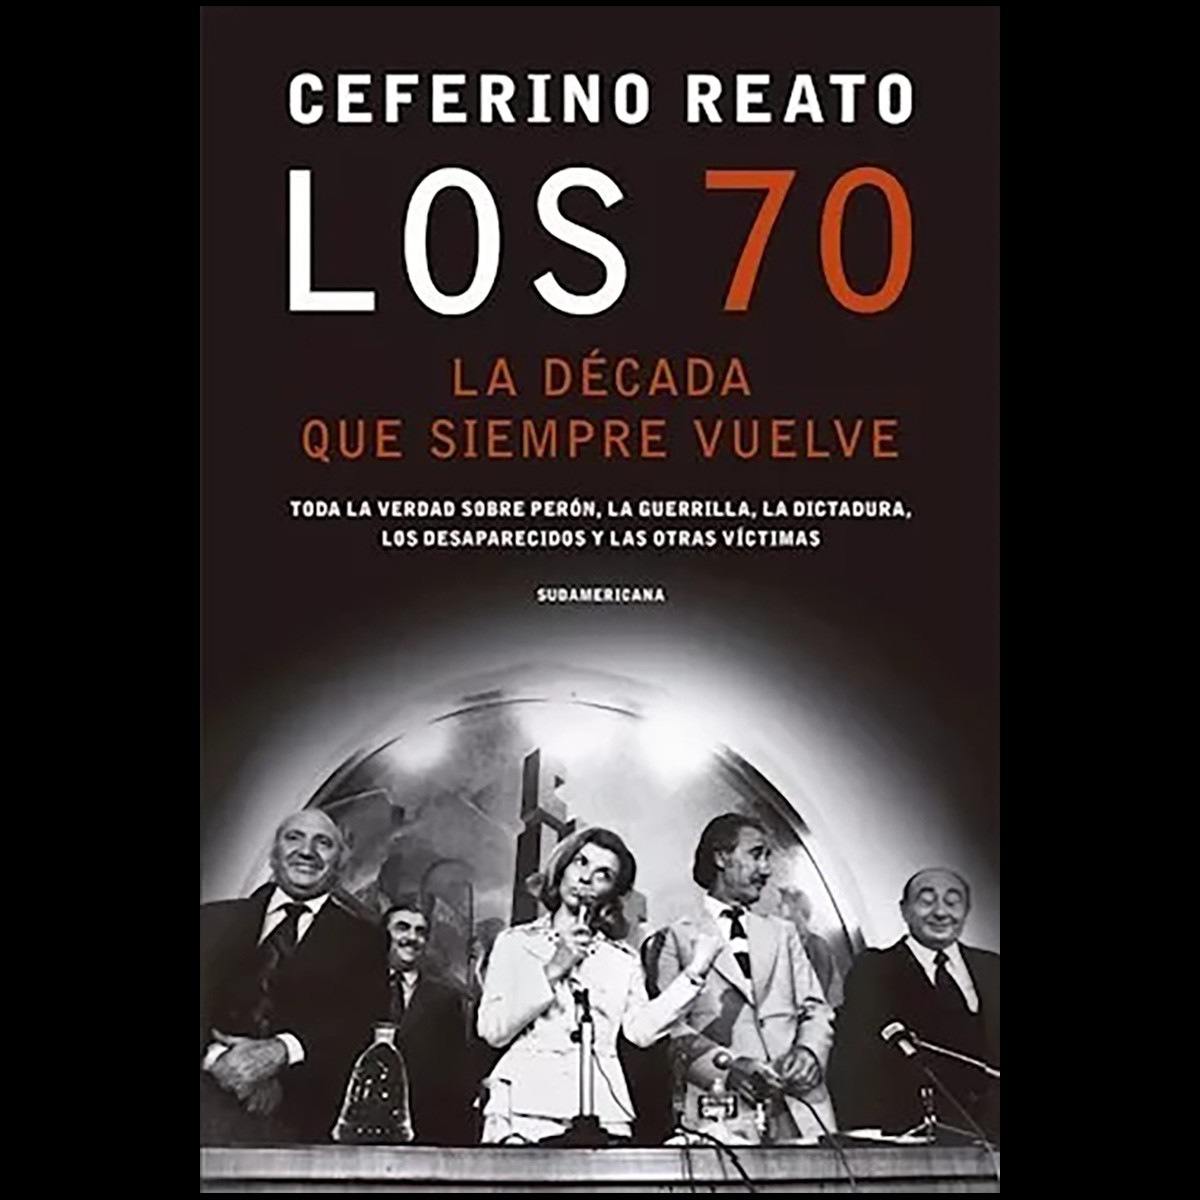 CEFERINO REATO
LOS 70
LA DÉCADA
QUE SIEMPRE VUELVE
TODA LA VERDAD SOBRE PERÓN, LA GUERRILLA, LA DICTADURA,
LOS DESAPARECIDOS Y LAS OTRAS VÍCTIMAS
SUDAMERICANA